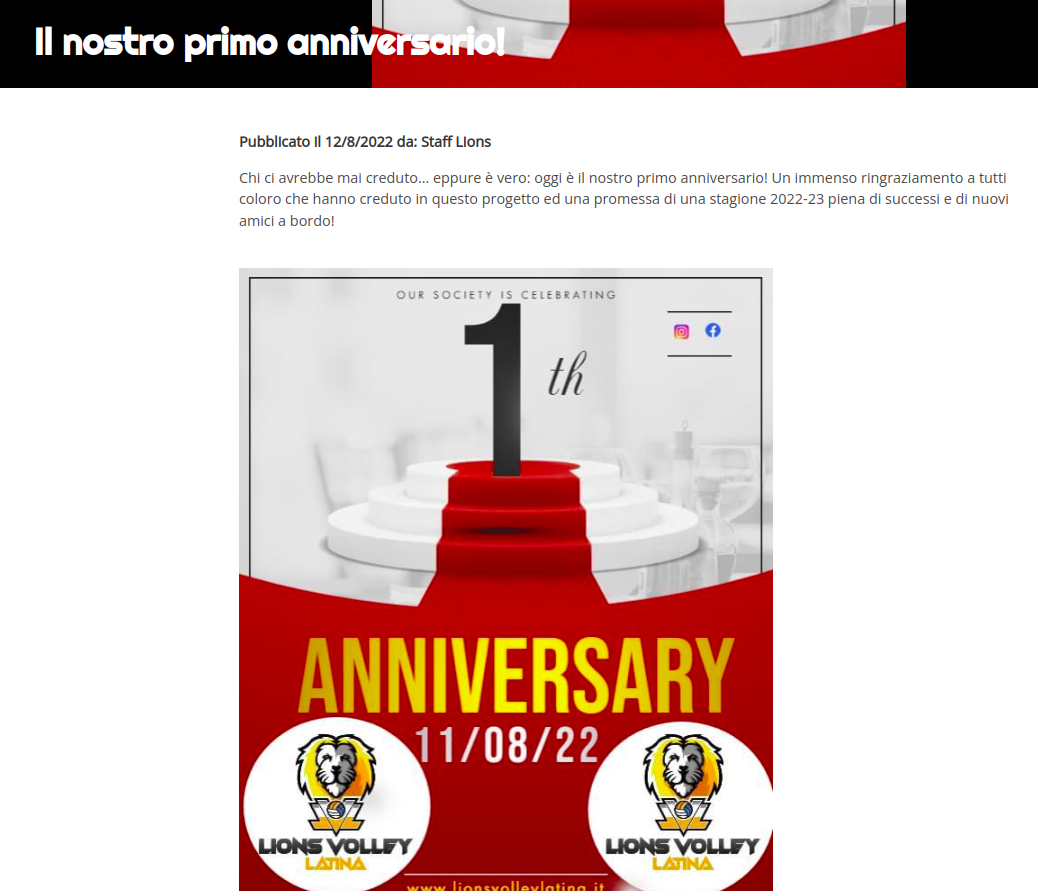 Il nostro primo anniversario!
Pubblicato il 12/8/2022 da: Staff Lions
Chi ci avrebbe mai creduto... eppure è vero: oggi è il nostro primo anniversario! Un immenso ringraziamento a tutti
coloro che hanno creduto in questo progetto ed una promessa di una stagione 2022-23 piena di successi e di nuovi
amici a bordo!
OUR SOCIETY IS CELEBRATING
1th
ANNIVERSARY
11/08/22
LIONS VOLLEY
LATINA
LIONS VOLLEY
LATINA
www.lionsvolleylatina.it